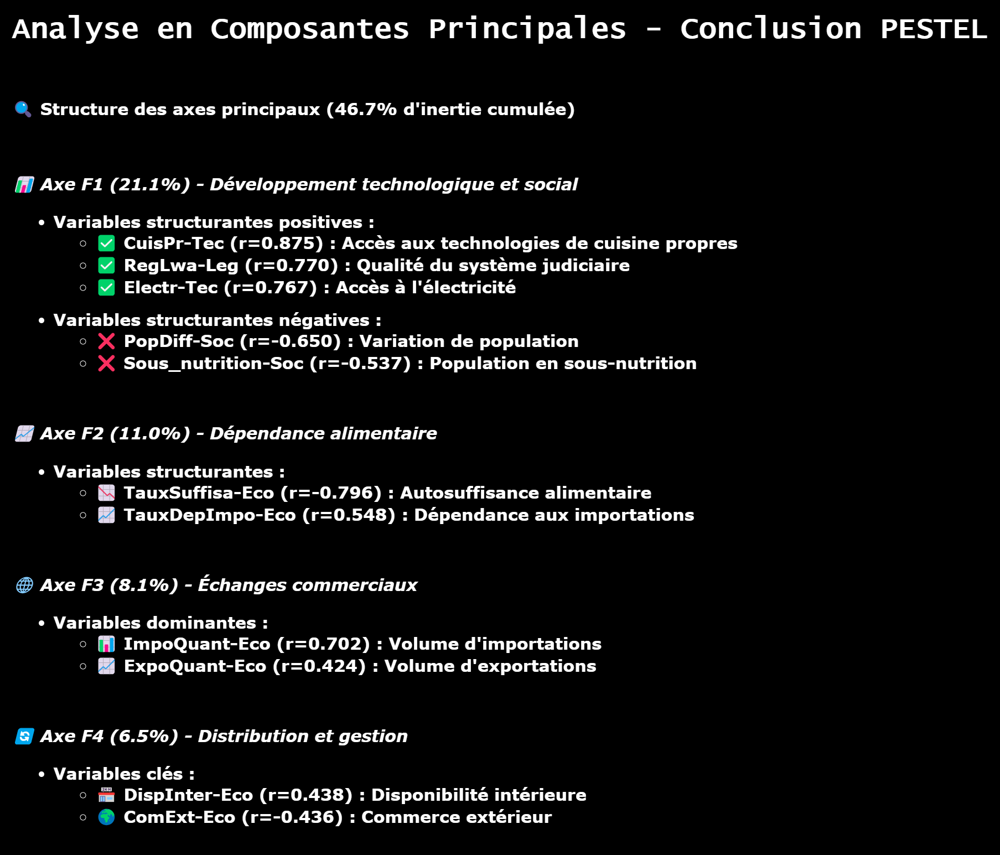 Analyse en Composantes Principales - Conclusion PESTEL
🔍 Structure des axes principaux (46.7% d'inertie cumulée)
📊 Axe F1 (21.1%) - Développement technologique et social
• Variables structurantes positives :
◦ ✅ CuisPr-Tec (r=0.875) : Accès aux technologies de cuisine propres
◦ ✅ RegLwa-Leg (r=0.770) : Qualité du système judiciaire
◦ ✅ Electr-Tec (r=0.767) : Accès à l'électricité
• Variables structurantes négatives :
◦ ❌ PopDiff-Soc (r=-0.650) : Variation de population
◦ ❌ Sous_nutrition-Soc (r=-0.537) : Population en sous-nutrition
📈 Axe F2 (11.0%) - Dépendance alimentaire
• Variables structurantes :
◦ 📉 TauxSuffisa-Eco (r=-0.796) : Autosuffisance alimentaire
◦ 📈 TauxDepImpo-Eco (r=0.548) : Dépendance aux importations
🌐 Axe F3 (8.1%) - Échanges commerciaux
• Variables dominantes :
◦ 📊 ImpoQuant-Eco (r=0.702) : Volume d'importations
◦ 📈 ExpoQuant-Eco (r=0.424) : Volume d'exportations
🔄 Axe F4 (6.5%) - Distribution et gestion
• Variables clés :
◦ 🏪 DispInter-Eco (r=0.438) : Disponibilité intérieure
◦ 🌍 ComExt-Eco (r=-0.436) : Commerce extérieur